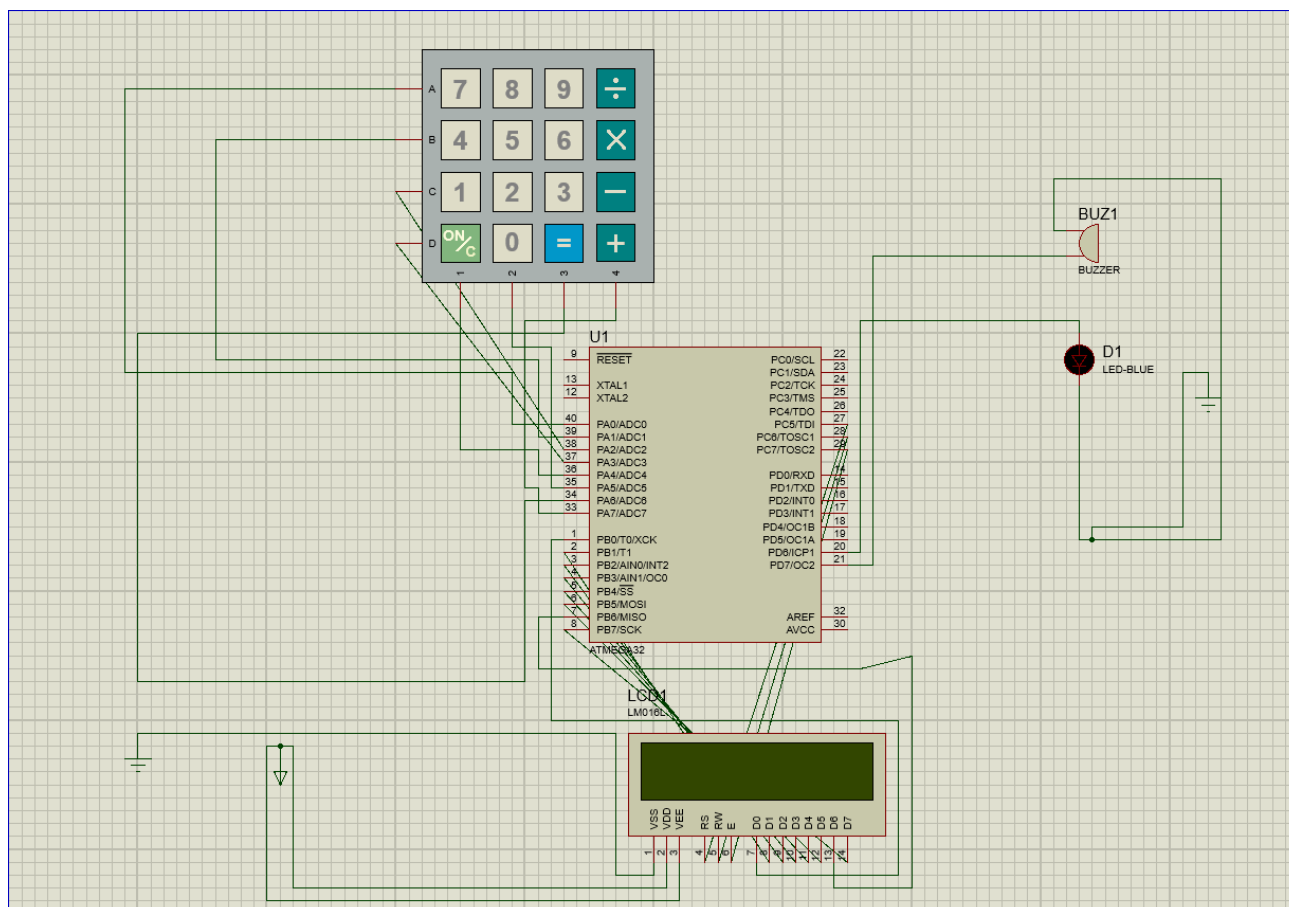 A 7 8 9 ÷
B 4 5 6 ×
C 1 2 3 −
D ON/C 0 = +
1 2 3 4
BUZ1
BUZZER
D1
LED-BLUE
U1
9 RESET PC0/SCL 22
PC1/SDA 23
13 XTAL1 PC2/TCK 24
12 XTAL2 PC3/TMS 25
PC4/TDO 26
40 PA0/ADC0 PC5/TDI 27
39 PA1/ADC1 PC6/TOSC1 28
38 PA2/ADC2 PC7/TOSC2 29
37 PA3/ADC3
36 PA4/ADC4 PD0/RXD 14
35 PA5/ADC5 PD1/TXD 15
34 PA6/ADC6 PD2/INT0 16
33 PA7/ADC7 PD3/INT1 17
PD4/OC1B 18
1 PB0/T0/XCK PD5/OC1A 19
2 PB1/T1 PD6/ICP1 20
3 PB2/AIN0/INT2 PD7/OC2 21
4 PB3/AIN1/OC0
5 PB4/SS
6 PB5/MOSI
7 PB6/MISO AREF 32
8 PB7/SCK AVCC 30
ATMEGA32
LCD1
LM016L
VSS VDD VEE RS RW E D0 D1 D2 D3 D4 D5 D6 D7
1 2 3 4 5 6 7 8 9 10 11 12 13 14